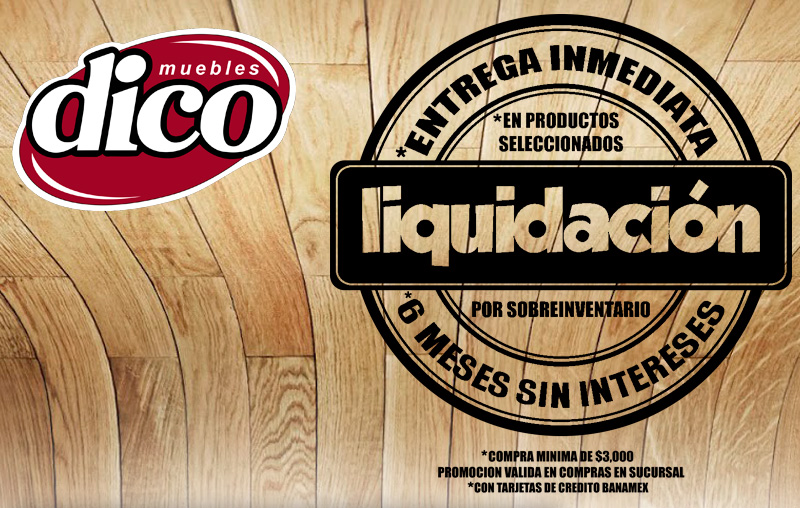 muebles
dico
*ENTREGA INMEDIATA
*EN PRODUCTOS
SELECCIONADOS
liquidación
POR SOBREINVENTARIO
*6 MESES SIN INTERESES
*COMPRA MINIMA DE $3,000
PROMOCION VALIDA EN COMPRAS EN SUCURSAL
*CON TARJETAS DE CREDITO BANAMEX